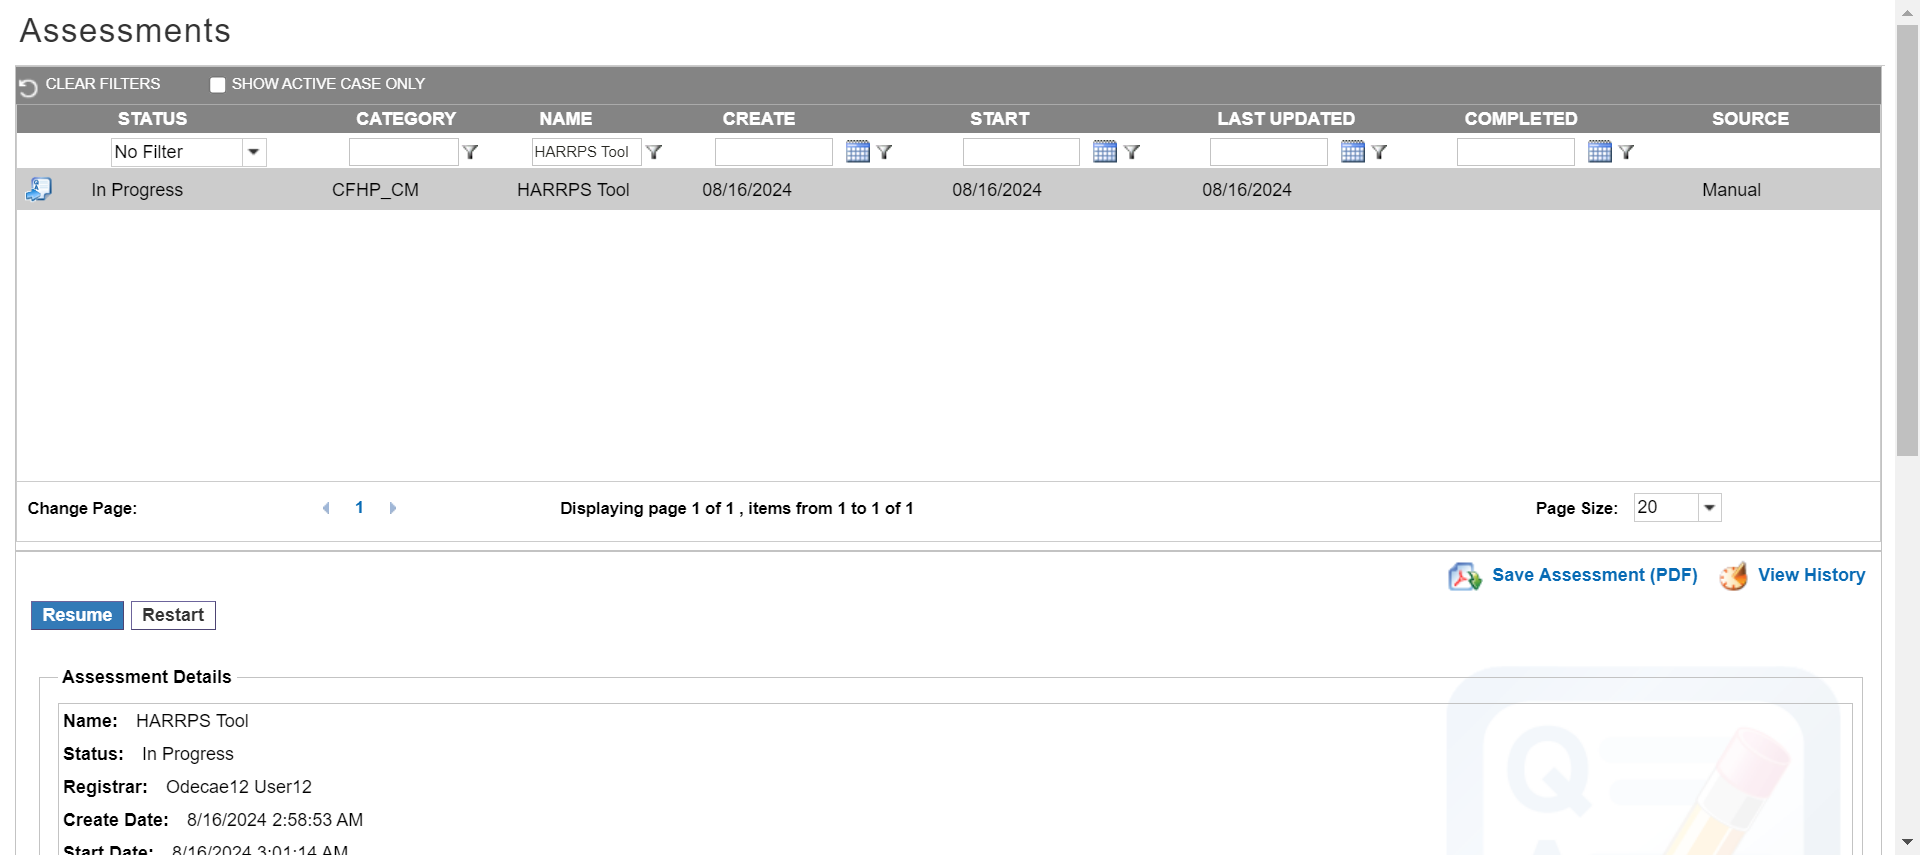 Assessments
CLEAR FILTERS SHOW ACTIVE CASE ONLY
STATUS CATEGORY NAME CREATE START LAST UPDATED COMPLETED SOURCE
No Filter HARRPS Tool
In Progress CFHP_CM HARRPS Tool 08/16/2024 08/16/2024 08/16/2024 Manual
Change Page: 1 Displaying page 1 of 1 , items from 1 to 1 of 1 Page Size: 20
Save Assessment (PDF) View History
Resume Restart
Assessment Details
Name: HARRPS Tool
Status: In Progress
Registrar: Odecae12 User12
Create Date: 8/16/2024 2:58:53 AM
Start Date: 8/16/2024 3:01:14 AM
Q
A